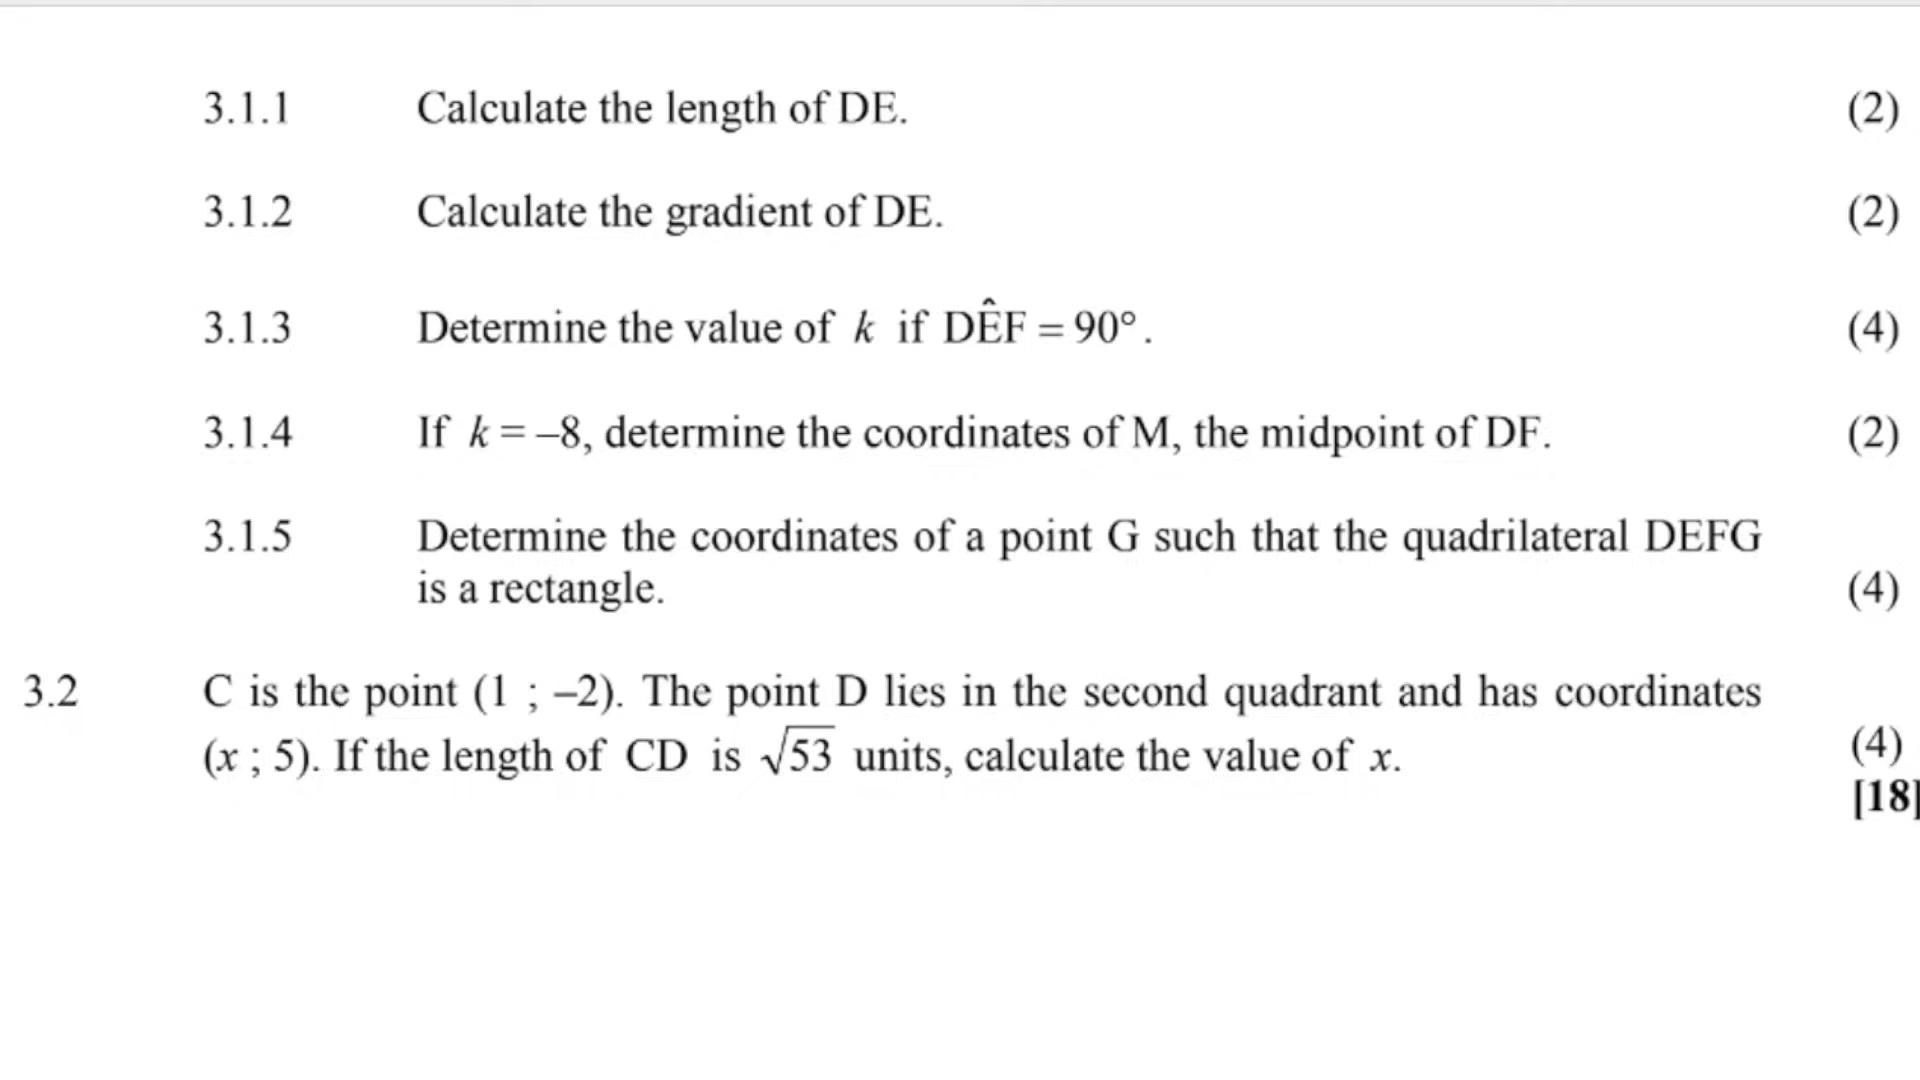 3.1.1 Calculate the length of DE. (2)
3.1.2 Calculate the gradient of DE. (2)
3.1.3 Determine the value of k if DÊF = 90°. (4)
3.1.4 If k = –8, determine the coordinates of M, the midpoint of DF. (2)
3.1.5 Determine the coordinates of a point G such that the quadrilateral DEFG
is a rectangle. (4)
3.2 C is the point (1 ; –2). The point D lies in the second quadrant and has coordinates
(x ; 5). If the length of CD is √53 units, calculate the value of x. (4)
[18]